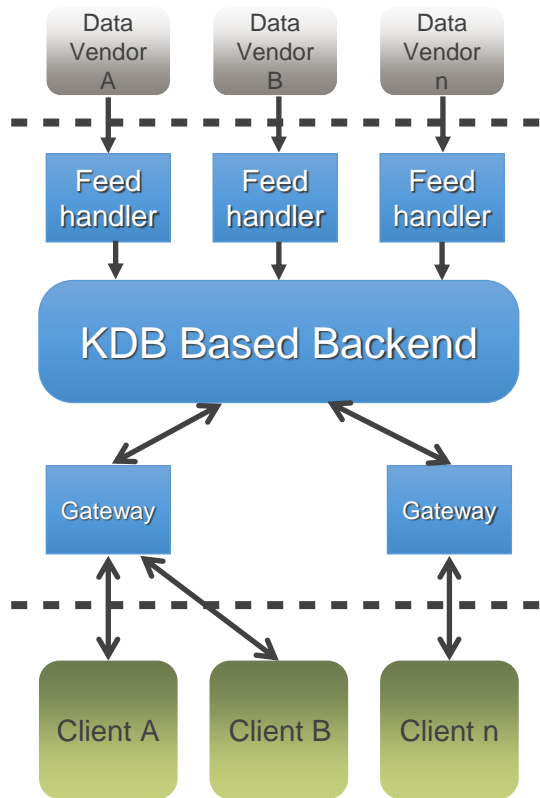 Data
Vendor
A
Data
Vendor
B
Data
Vendor
n
Feed
handler
Feed
handler
Feed
handler
KDB Based Backend
Gateway
Gateway
Client A
Client B
Client n